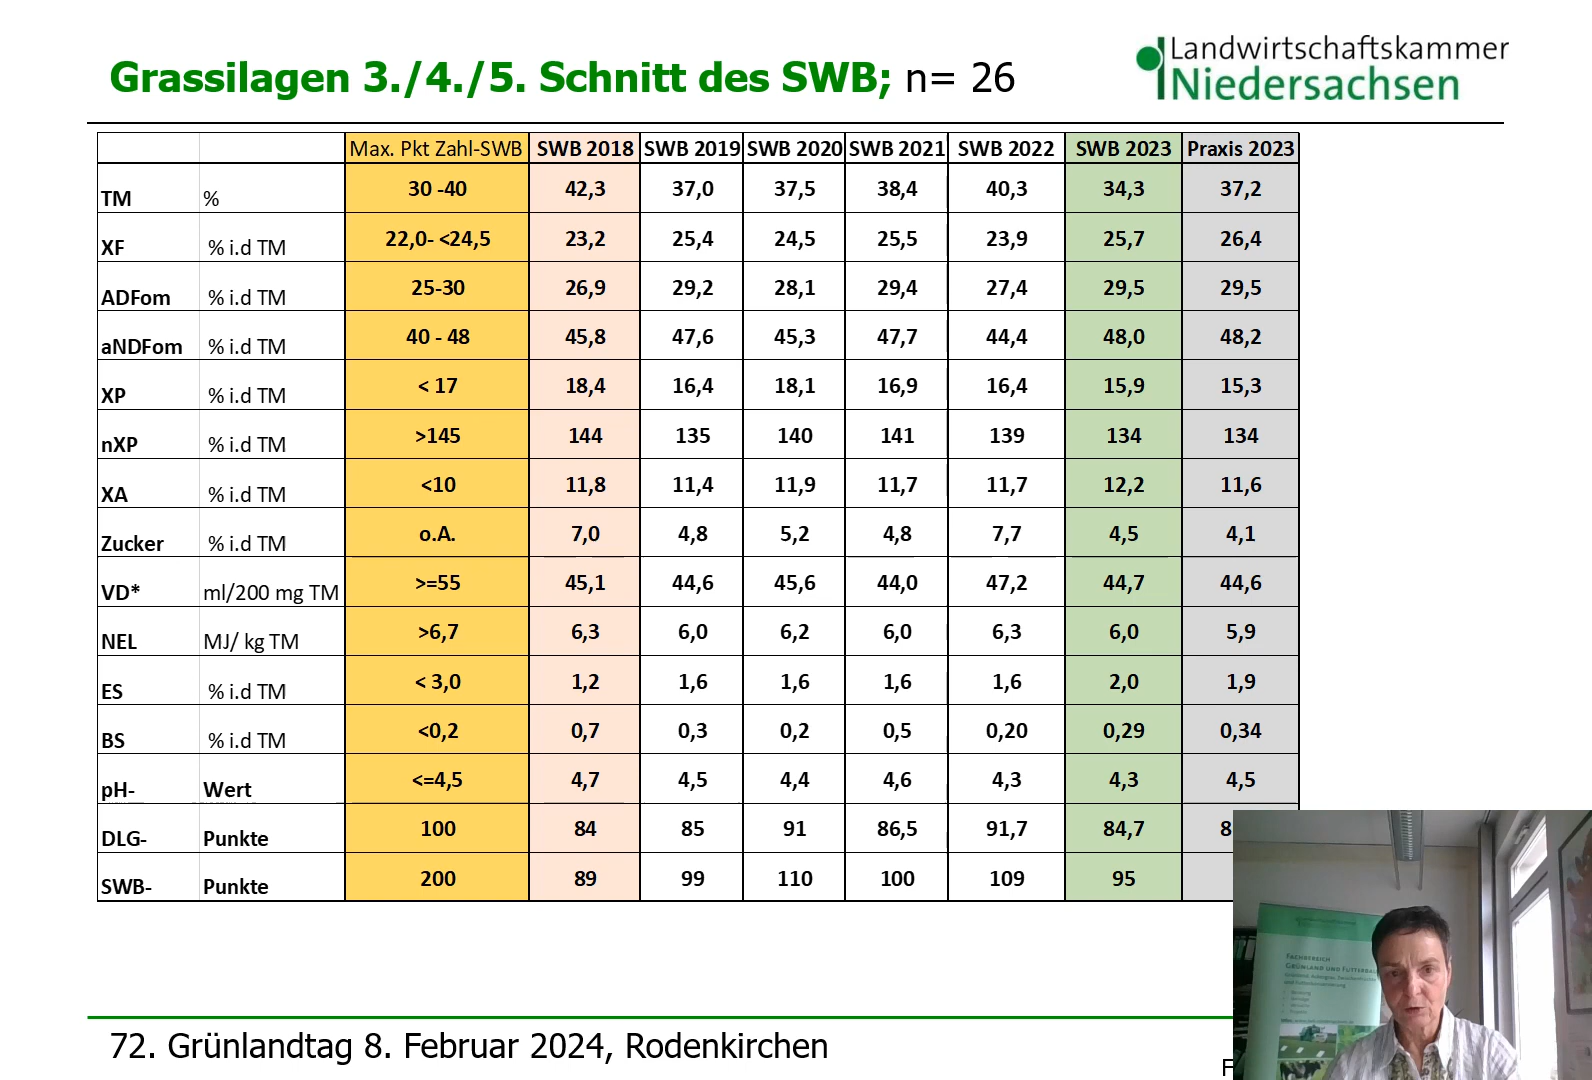 Grassilagen 3./4./5. Schnitt des SWB; n= 26
Landwirtschaftskammer
Niedersachsen
Max. Pkt Zahl-SWB SWB 2018 SWB 2019 SWB 2020 SWB 2021 SWB 2022 SWB 2023 Praxis 2023
TM % 30 -40 42,3 37,0 37,5 38,4 40,3 34,3 37,2
XF % i.d TM 22,0- <24,5 23,2 25,4 24,5 25,5 23,9 25,7 26,4
ADFom % i.d TM 25-30 26,9 29,2 28,1 29,4 27,4 29,5 29,5
aNDFom % i.d TM 40 - 48 45,8 47,6 45,3 47,7 44,4 48,0 48,2
XP % i.d TM < 17 18,4 16,4 18,1 16,9 16,4 15,9 15,3
nXP % i.d TM >145 144 135 140 141 139 134 134
XA % i.d TM <10 11,8 11,4 11,9 11,7 11,7 12,2 11,6
Zucker % i.d TM o.A. 7,0 4,8 5,2 4,8 7,7 4,5 4,1
VD* ml/200 mg TM >=55 45,1 44,6 45,6 44,0 47,2 44,7 44,6
NEL MJ/ kg TM >6,7 6,3 6,0 6,2 6,0 6,3 6,0 5,9
ES % i.d TM < 3,0 1,2 1,6 1,6 1,6 1,6 2,0 1,9
BS % i.d TM <0,2 0,7 0,3 0,2 0,5 0,20 0,29 0,34
pH- Wert <=4,5 4,7 4,5 4,4 4,6 4,3 4,3 4,5
DLG- Punkte 100 84 85 91 86,5 91,7 84,7 8
SWB- Punkte 200 89 99 110 100 109 95
Fachbereich
Grünland und Futterbau
72. Grünlandtag 8. Februar 2024, Rodenkirchen
F